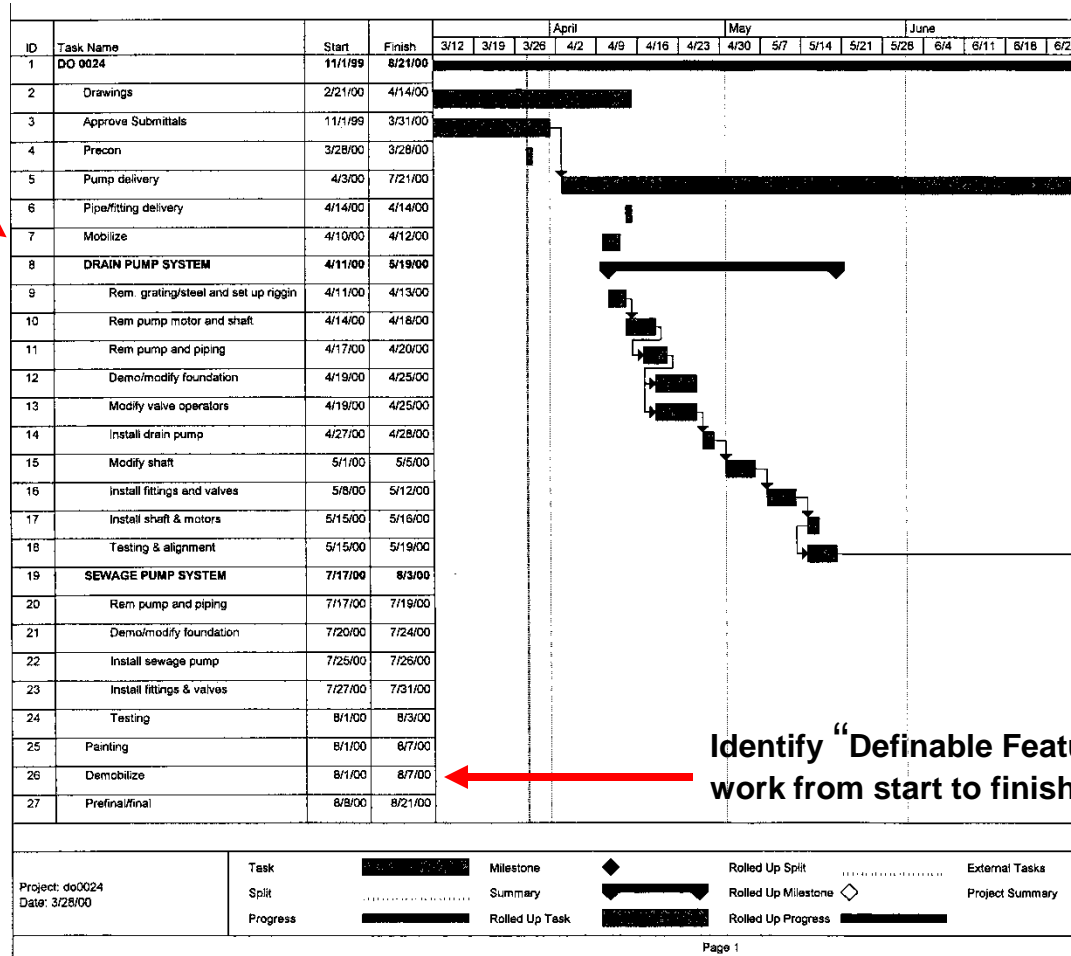 April May June
ID Task Name Start Finish 3/12 3/19 3/26 4/2 4/9 4/16 4/23 4/30 5/7 5/14 5/21 5/28 6/4 6/11 6/18 6/2
1 DO 0024 11/1/99 8/21/00
2 Drawings 2/21/00 4/14/00
3 Approve Submittals 11/1/99 3/31/00
4 Precon 3/28/00 3/28/00
5 Pump delivery 4/3/00 7/21/00
6 Pipe/fitting delivery 4/14/00 4/14/00
7 Mobilize 4/10/00 4/12/00
8 DRAIN PUMP SYSTEM 4/11/00 5/19/00
9 Rem. grating/steel and set up riggin 4/11/00 4/13/00
10 Rem pump motor and shaft 4/14/00 4/18/00
11 Rem pump and piping 4/17/00 4/20/00
12 Demo/modify foundation 4/19/00 4/25/00
13 Modify valve operators 4/19/00 4/25/00
14 Install drain pump 4/27/00 4/28/00
15 Modify shaft 5/1/00 5/5/00
16 Install fittings and valves 5/8/00 5/12/00
17 Install shaft & motors 5/15/00 5/16/00
18 Testing & alignment 5/15/00 5/19/00
19 SEWAGE PUMP SYSTEM 7/17/00 8/3/00
20 Rem pump and piping 7/17/00 7/19/00
21 Demo/modify foundation 7/20/00 7/24/00
22 Install sewage pump 7/25/00 7/26/00
23 Install fittings & valves 7/27/00 7/31/00
24 Testing 8/1/00 8/3/00
25 Painting 8/1/00 8/7/00
26 Demobilize 8/1/00 8/7/00
27 Prefinal/final 8/8/00 8/21/00
Identify “Definable Featu
work from start to finish
Task Milestone Rolled Up Split External Tasks
Project: do0024
Date: 3/28/00
Split Summary Rolled Up Milestone Project Summary
Progress Rolled Up Task Rolled Up Progress
Page 1